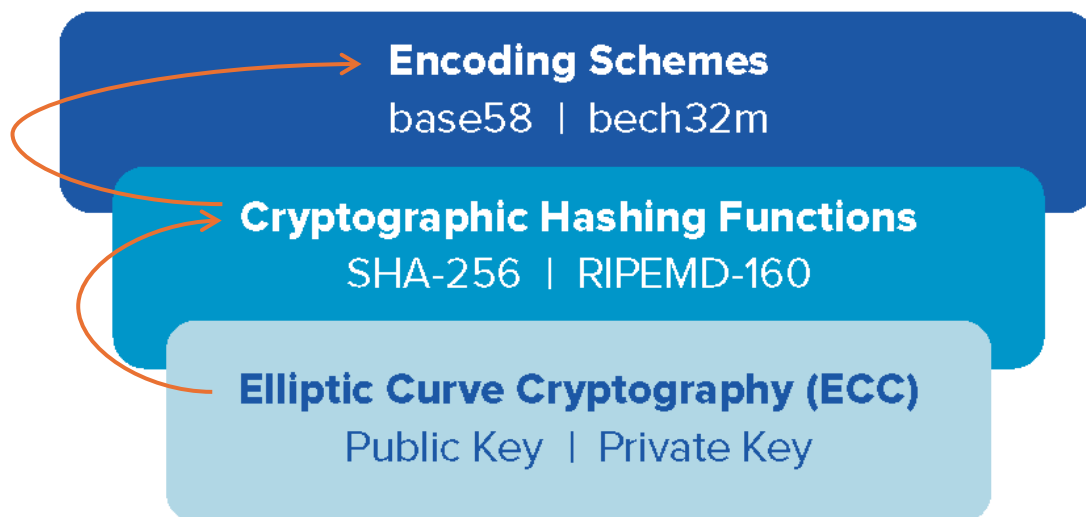 Encoding Schemes
base58 | bech32m
Cryptographic Hashing Functions
SHA-256 | RIPEMD-160
Elliptic Curve Cryptography (ECC)
Public Key | Private Key